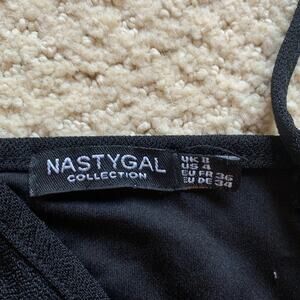 NASTYGAL
COLLECTION
UK 8
US 4
EU FR 36
EU DE 34